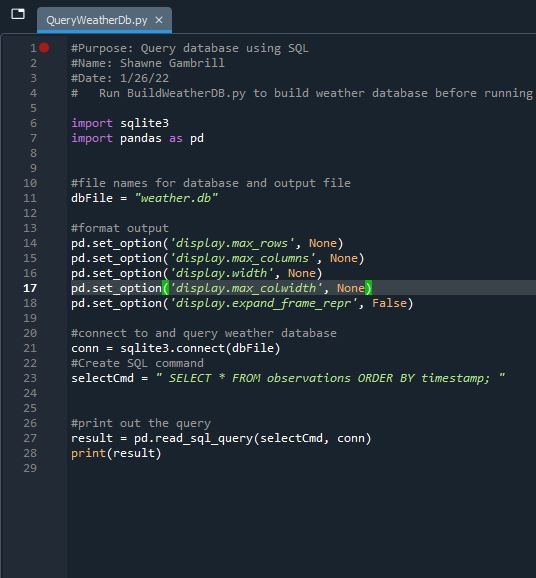 QueryWeatherDb.py ×
1 #Purpose: Query database using SQL
2 #Name: Shawne Gambrill
3 #Date: 1/26/22
4 #   Run BuildWeatherDB.py to build weather database before running
5
6 import sqlite3
7 import pandas as pd
8
9
10 #file names for database and output file
11 dbFile = "weather.db"
12
13 #format output
14 pd.set_option('display.max_rows', None)
15 pd.set_option('display.max_columns', None)
16 pd.set_option('display.width', None)
17 pd.set_option('display.max_colwidth', None)
18 pd.set_option('display.expand_frame_repr', False)
19
20 #connect to and query weather database
21 conn = sqlite3.connect(dbFile)
22 #Create SQL command
23 selectCmd = " SELECT * FROM observations ORDER BY timestamp; "
24
25
26 #print out the query
27 result = pd.read_sql_query(selectCmd, conn)
28 print(result)
29